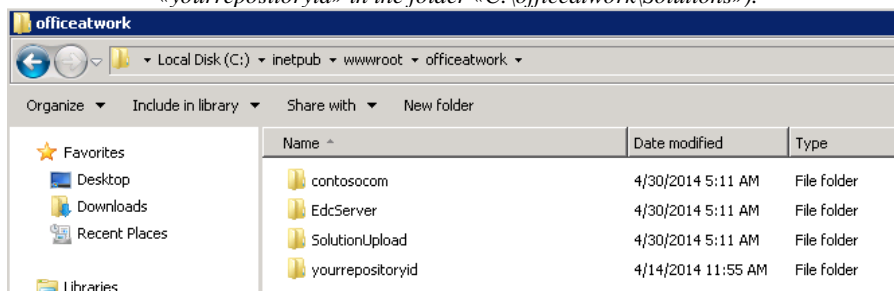 «yourrepositoryid» in the folder «C:\officeatwork\Solutions»).
officeatwork
Local Disk (C:) inetpub wwwroot officeatwork
Organize Include in library Share with New folder
Favorites
Desktop
Downloads
Recent Places
Libraries
Name Date modified Type
contosocom 4/30/2014 5:11 AM File folder
EdcServer 4/30/2014 5:11 AM File folder
SolutionUpload 4/30/2014 5:11 AM File folder
yourrepositoryid 4/14/2014 11:55 AM File folder